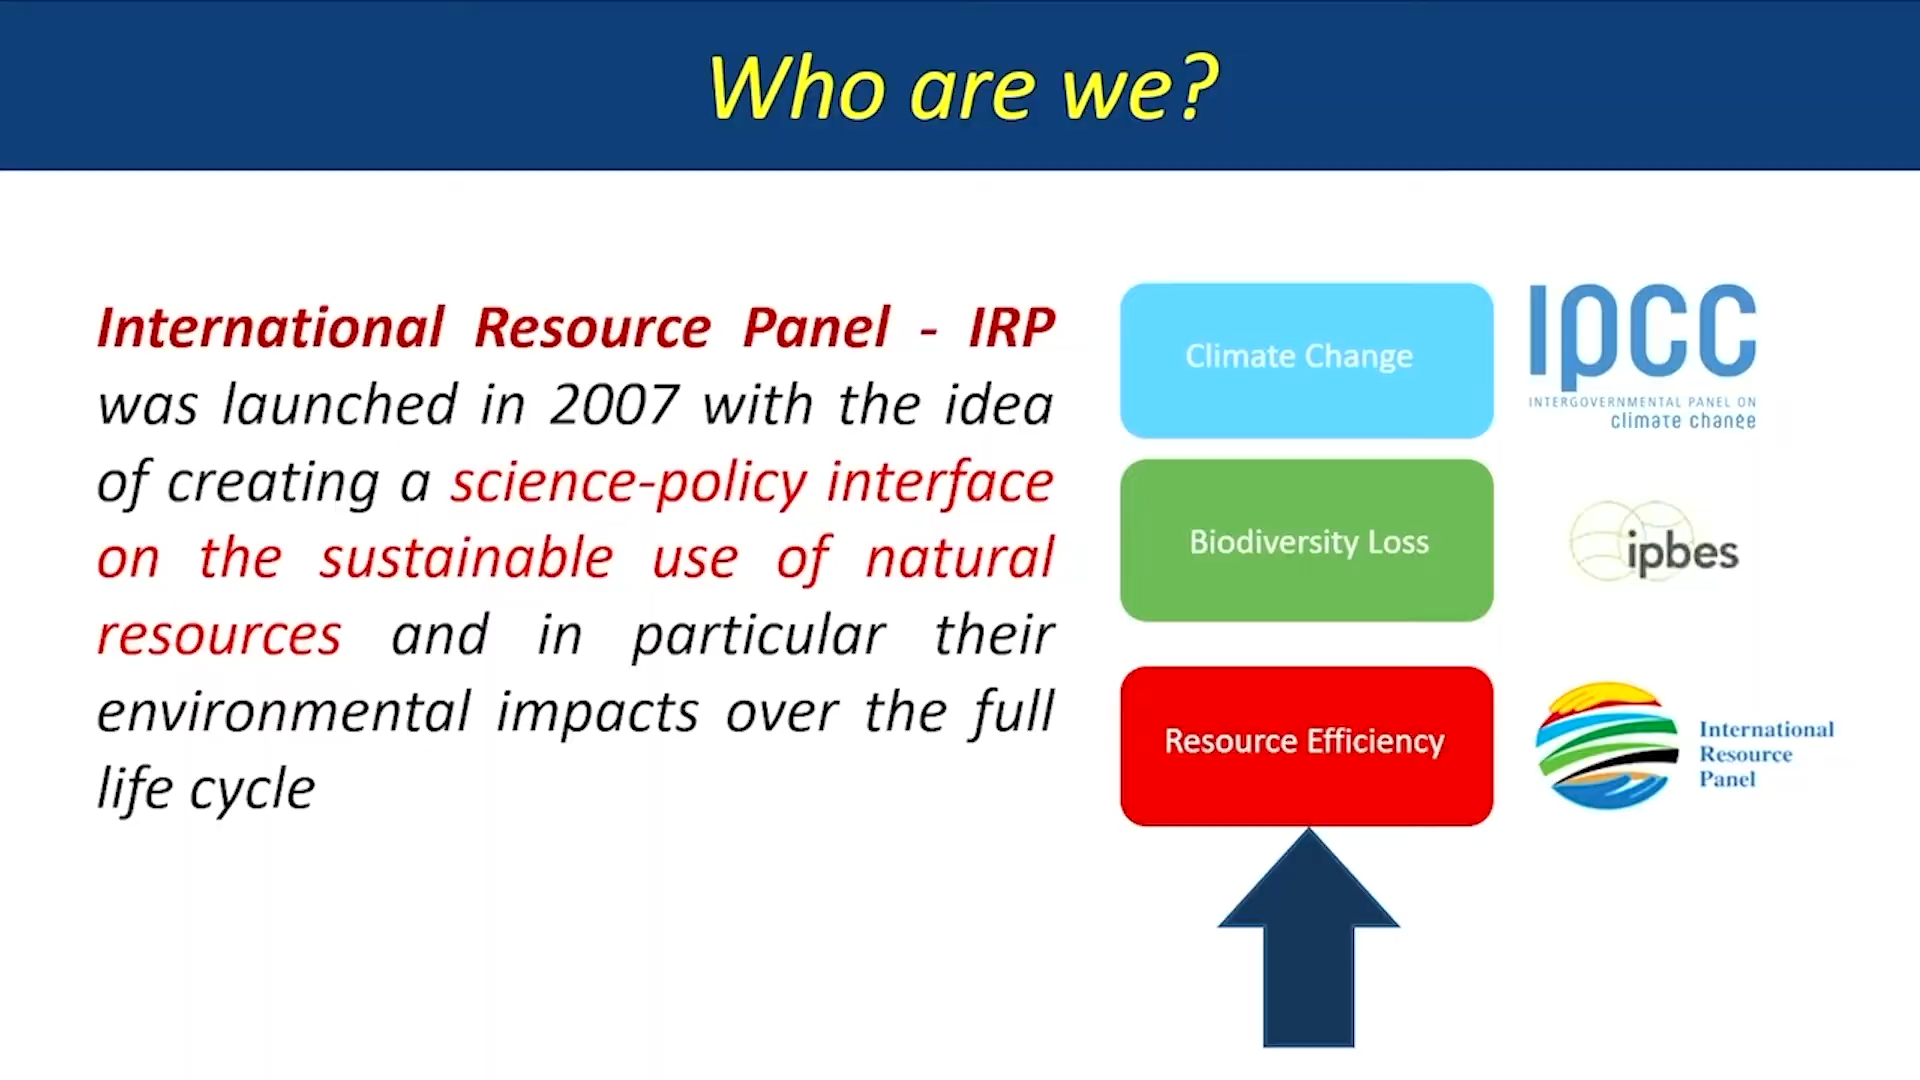 Who are we?
International Resource Panel - IRP
was launched in 2007 with the idea
of creating a science-policy interface
on the sustainable use of natural
resources and in particular their
environmental impacts over the full
life cycle
Climate Change
ipcc
INTERGOVERNMENTAL PANEL ON
climate change
Biodiversity Loss
ipbes
Resource Efficiency
International
Resource
Panel